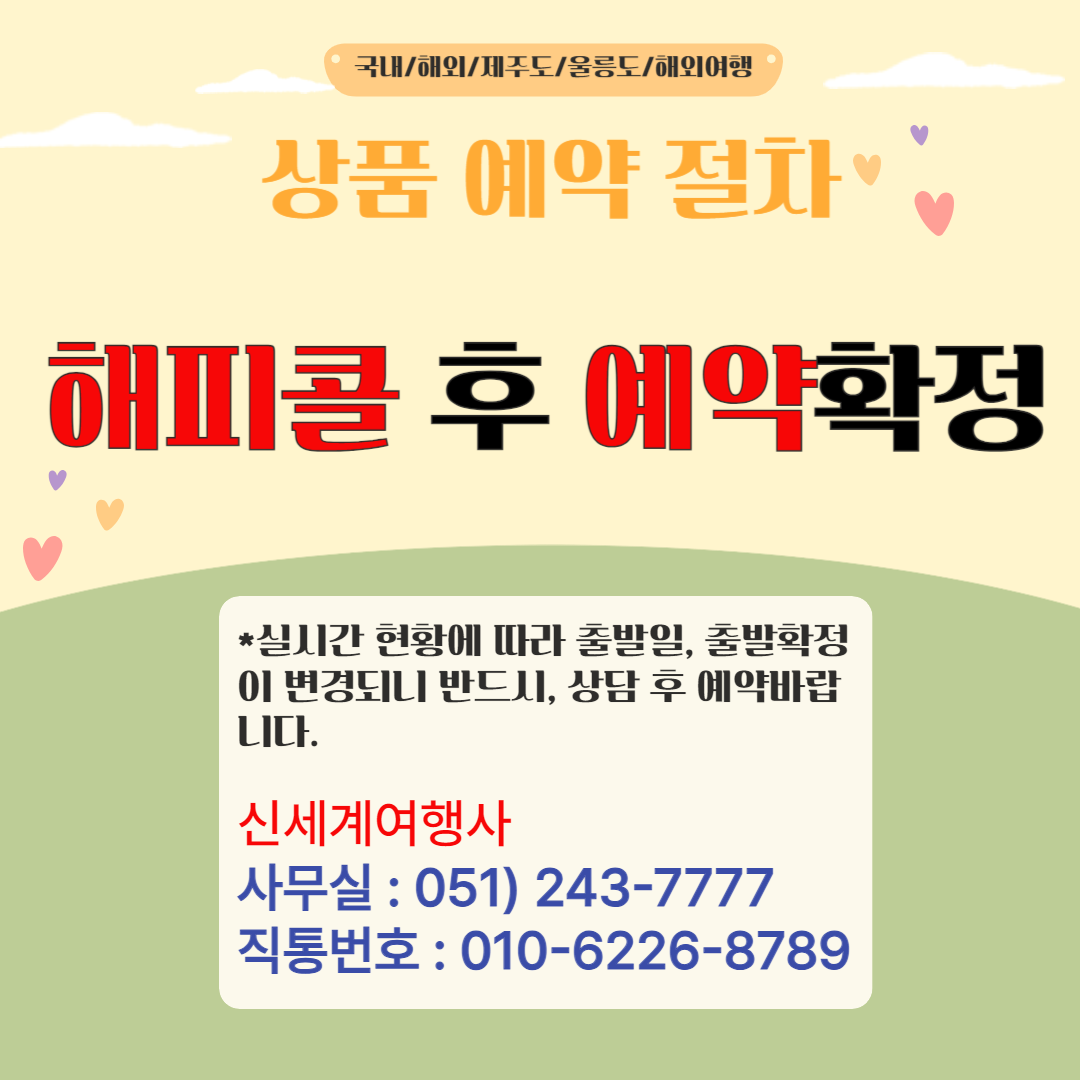 국내/해외/제주도/울릉도/해외여행
상품 예약 절차
해피콜 후 예약확정
*실시간 현황에 따라 출발일, 출발확정
이 변경되니 반드시, 상담 후 예약바랍
니다.
신세계여행사
사무실 : 051) 243-7777
직통번호 : 010-6226-8789